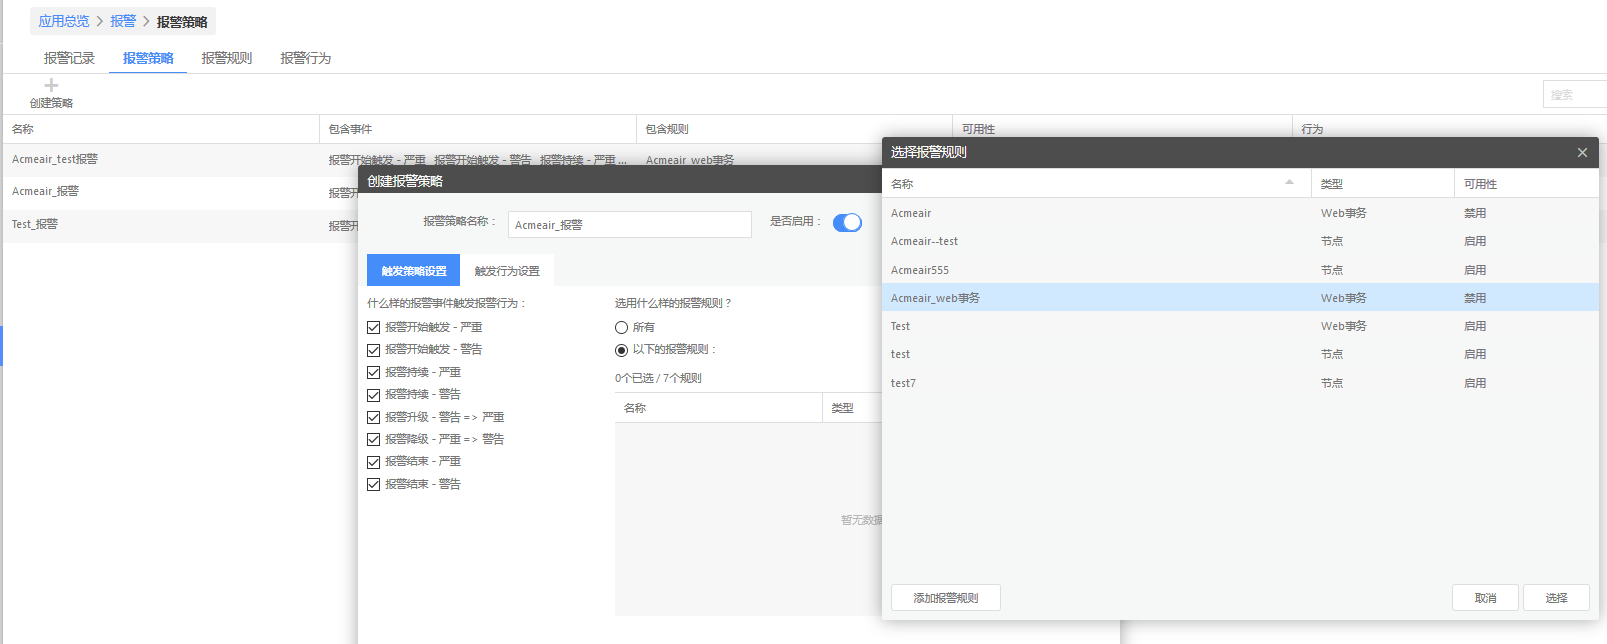 应用总览 > 报警 > 报警策略
报警记录 报警策略 报警规则 报警行为
创建策略
搜索
名称 包含事件 包含规则 可用性 行为
Acmeair_test报警 报警开始触发 - 严重 报警开始触发 - 警告 报警持续 - 严重 ... Acmeair_web事务
Acmeair_报警 报警开
Test_报警 报警开
创建报警策略
报警策略名称： Acmeair_报警 是否启用：
触发策略设置 触发行为设置
什么样的报警事件触发报警行为：
报警开始触发 - 严重
报警开始触发 - 警告
报警持续 - 严重
报警持续 - 警告
报警升级 - 警告 => 严重
报警降级 - 严重 => 警告
报警结束 - 严重
报警结束 - 警告
选用什么样的报警规则？
所有
以下的报警规则：
0个已选 / 7个规则
名称 类型
暂无数据
选择报警规则
名称 类型 可用性
Acmeair Web事务 禁用
Acmeair--test 节点 启用
Acmeair555 节点 启用
Acmeair_web事务 Web事务 禁用
Test Web事务 启用
test 节点 启用
test7 节点 启用
添加报警规则 取消 选择